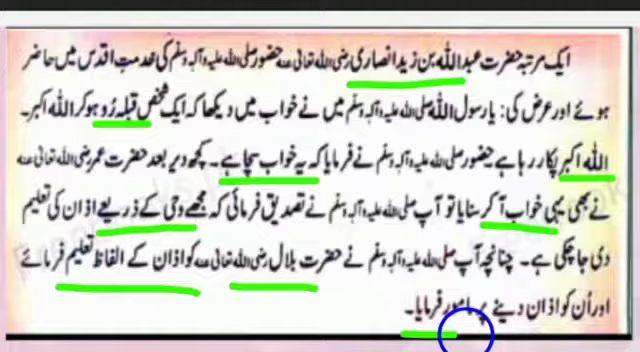 ایک مرتبہ حضرت عبداللہ بن زید انصاری رضی اللہ تعالیٰ عنہ حضور صلی اللہ علیہ وآلہ وسلم کی خدمتِ اقدس میں حاضر
ہوئے اور عرض کی: یا رسول اللہ صلی اللہ علیہ وآلہ وسلم میں نے خواب میں دیکھا کہ ایک شخص قبلہ رُو ہو کر اللہ اکبر۔
اللہ اکبر پکار رہا ہے حضور صلی اللہ علیہ وآلہ وسلم نے فرمایا کہ یہ خواب سچا ہے۔ کچھ دیر بعد حضرت عمر رضی اللہ تعالیٰ عنہ
نے بھی یہی خواب آ کر سنایا تو آپ صلی اللہ علیہ وآلہ وسلم نے تصدیق فرمائی کہ مجھے وحی کے ذریعے اذان کی تعلیم
دی جا چکی ہے۔ چنانچہ آپ صلی اللہ علیہ وآلہ وسلم نے حضرت بلال رضی اللہ تعالیٰ عنہ کو اذان کے الفاظ تعلیم فرمائے
اور اُن کو اذان دینے پر مامور فرمایا۔